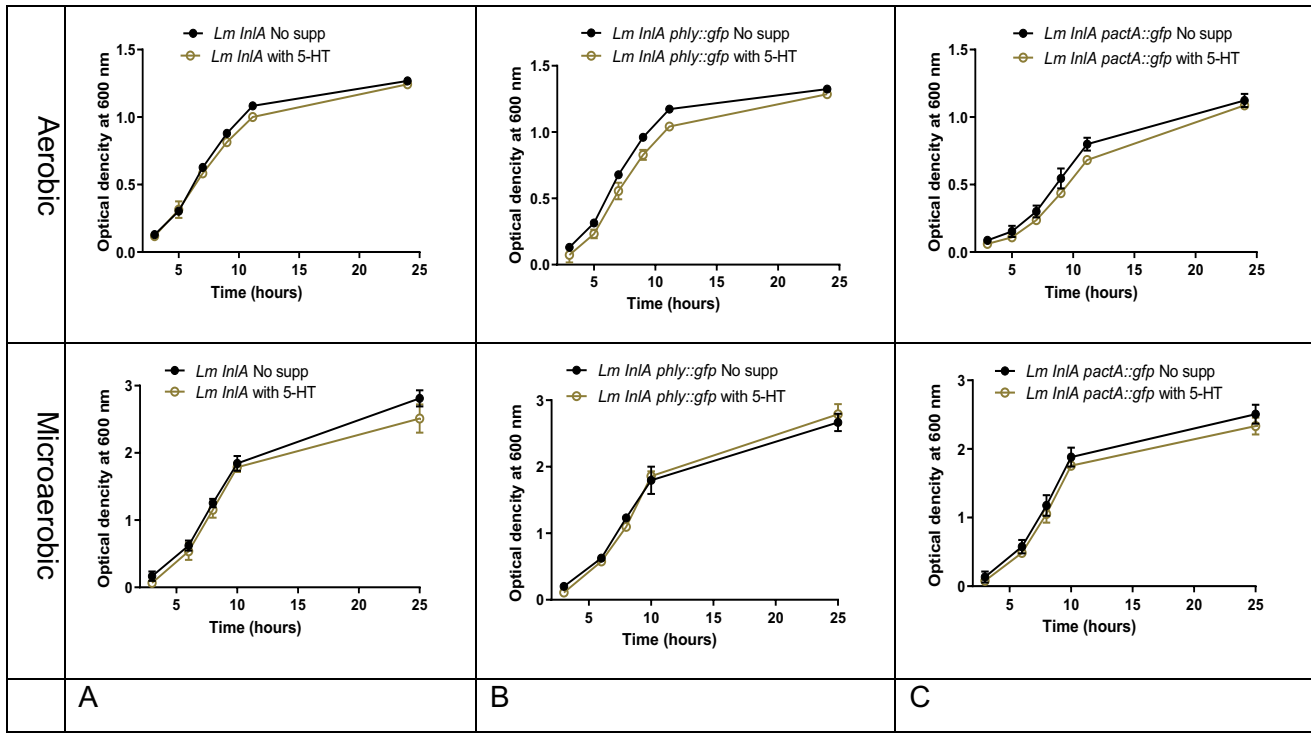 Aerobic
Lm InlA No supp
Lm InlA with 5-HT
Optical dencity at 600 nm
1.5
1.0
0.5
0.0
5 10 15 20 25
Time (hours)
Lm InlA phly::gfp No supp
Lm InlA phly::gfp with 5-HT
Optical dencity at 600 nm
1.5
1.0
0.5
0.0
5 10 15 20 25
Time (hours)
Lm InlA pactA::gfp No supp
Lm InlA pactA::gfp with 5-HT
Optical dencity at 600 nm
1.5
1.0
0.5
0.0
5 10 15 20 25
Time (hours)
Microaerobic
Lm InlA No supp
Lm InlA with 5-HT
Optical dencity at 600 nm
3
2
1
0
5 10 15 20 25
Time (hours)
Lm InlA phly::gfp No supp
Lm InlA phly::gfp with 5-HT
Optical dencity at 600 nm
3
2
1
0
5 10 15 20 25
Time (hours)
Lm InlA pactA::gfp No supp
Lm InlA pactA::gfp with 5-HT
Optical dencity at 600 nm
3
2
1
0
5 10 15 20 25
Time (hours)
A
B
C